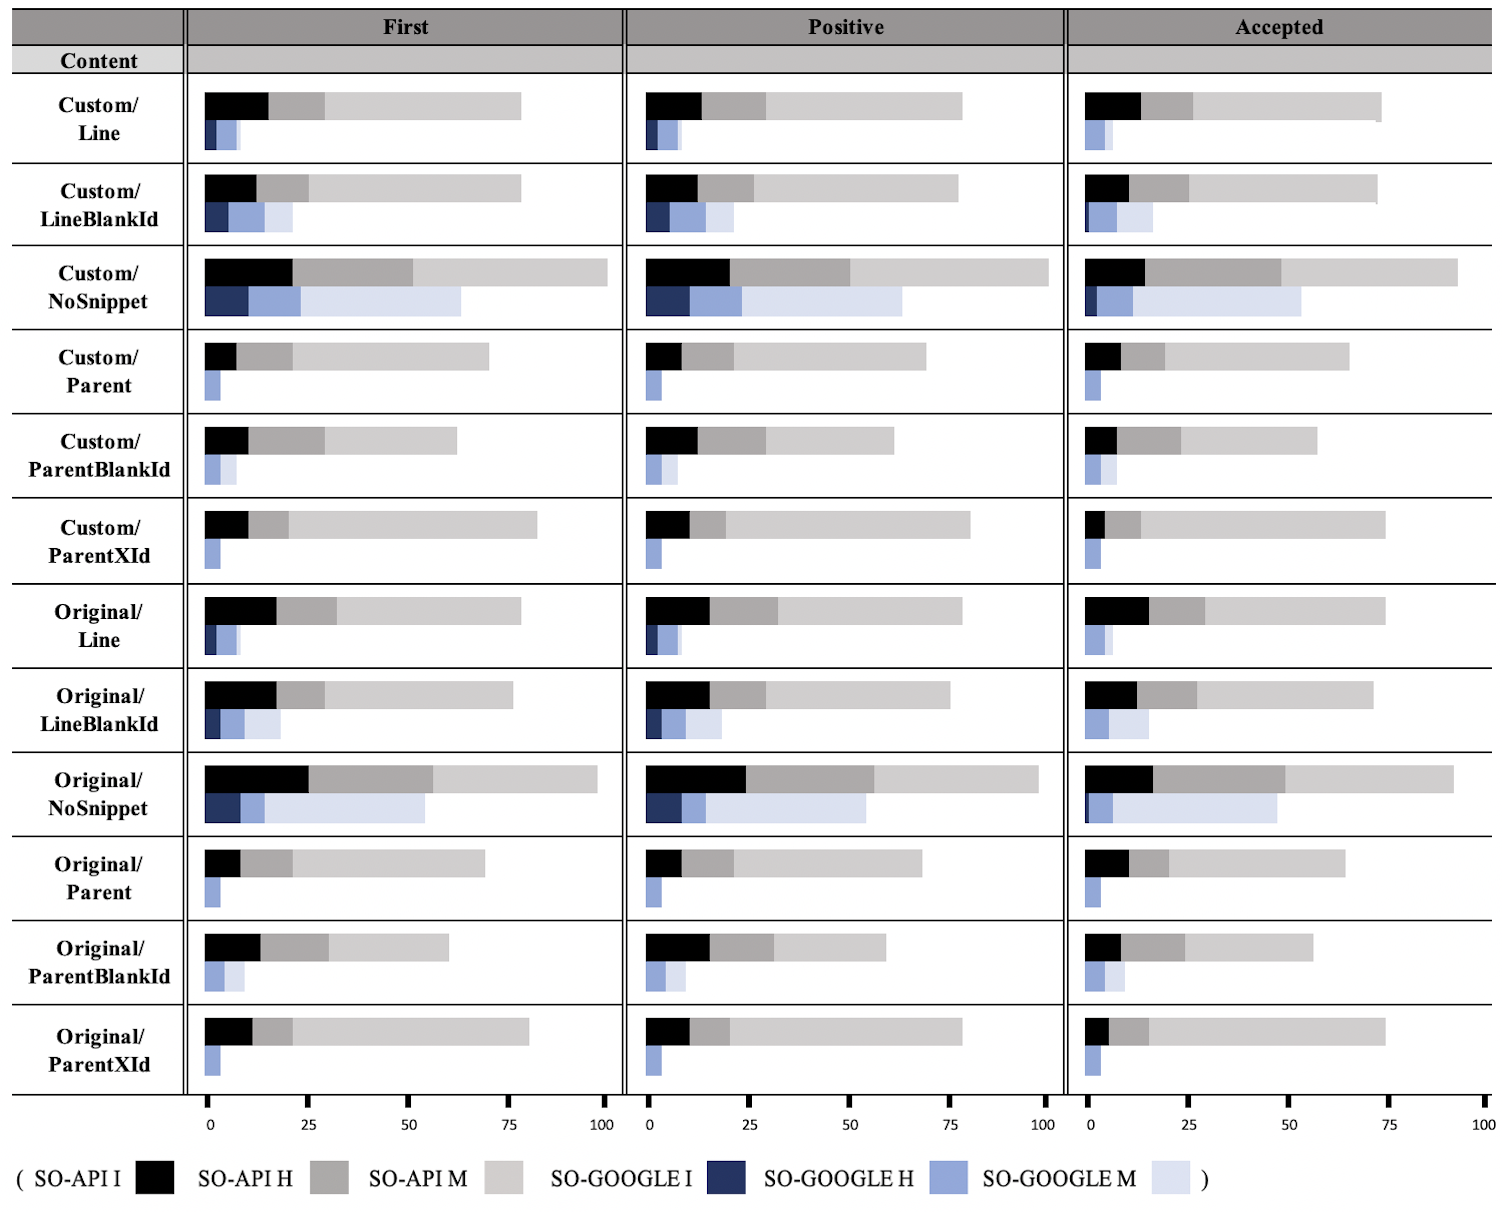 First Positive Accepted
Content
Custom/
Line
Custom/
LineBlankId
Custom/
NoSnippet
Custom/
Parent
Custom/
ParentBlankId
Custom/
ParentXId
Original/
Line
Original/
LineBlankId
Original/
NoSnippet
Original/
Parent
Original/
ParentBlankId
Original/
ParentXId
0 25 50 75 100 0 25 50 75 100 0 25 50 75 100
( SO-API I SO-API H SO-API M SO-GOOGLE I SO-GOOGLE H SO-GOOGLE M )